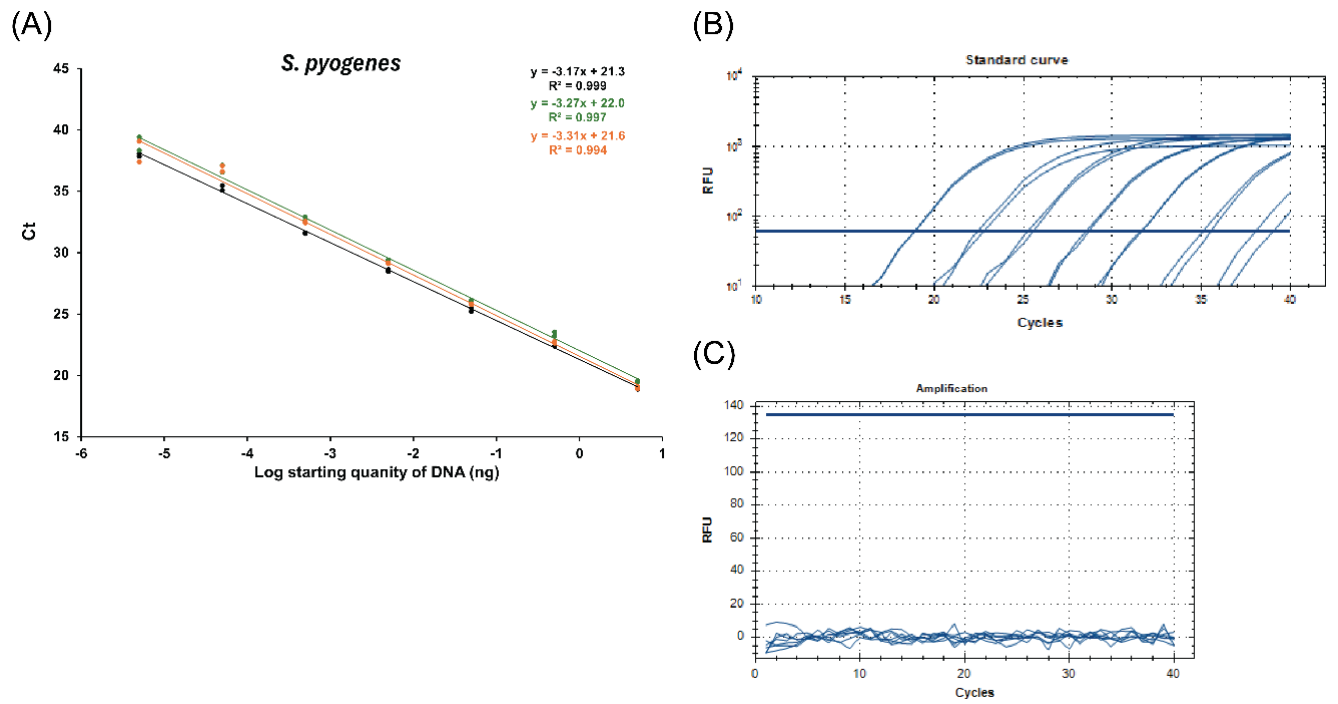 (A)
S. pyogenes
y = -3.17x + 21.3
R² = 0.999
y = -3.27x + 22.0
R² = 0.997
y = -3.31x + 21.6
R² = 0.994
45
40
35
30
25
20
15
Ct
-6 -5 -4 -3 -2 -1 0 1
Log starting quanity of DNA (ng)
(B)
Standard curve
10⁴
10³
10²
10¹
RFU
10 15 20 25 30 35 40
Cycles
(C)
Amplification
140
120
100
80
60
40
20
0
RFU
0 10 20 30 40
Cycles